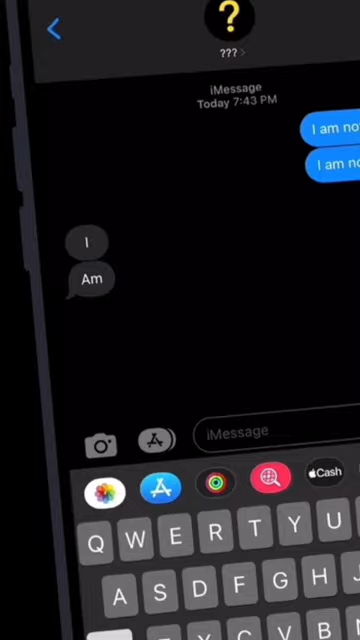 ?
???
iMessage
Today 7:43 PM
I am no
I am no
I
Am
iMessage
Cash
Q W E R T Y U
A S D F G H
C V B